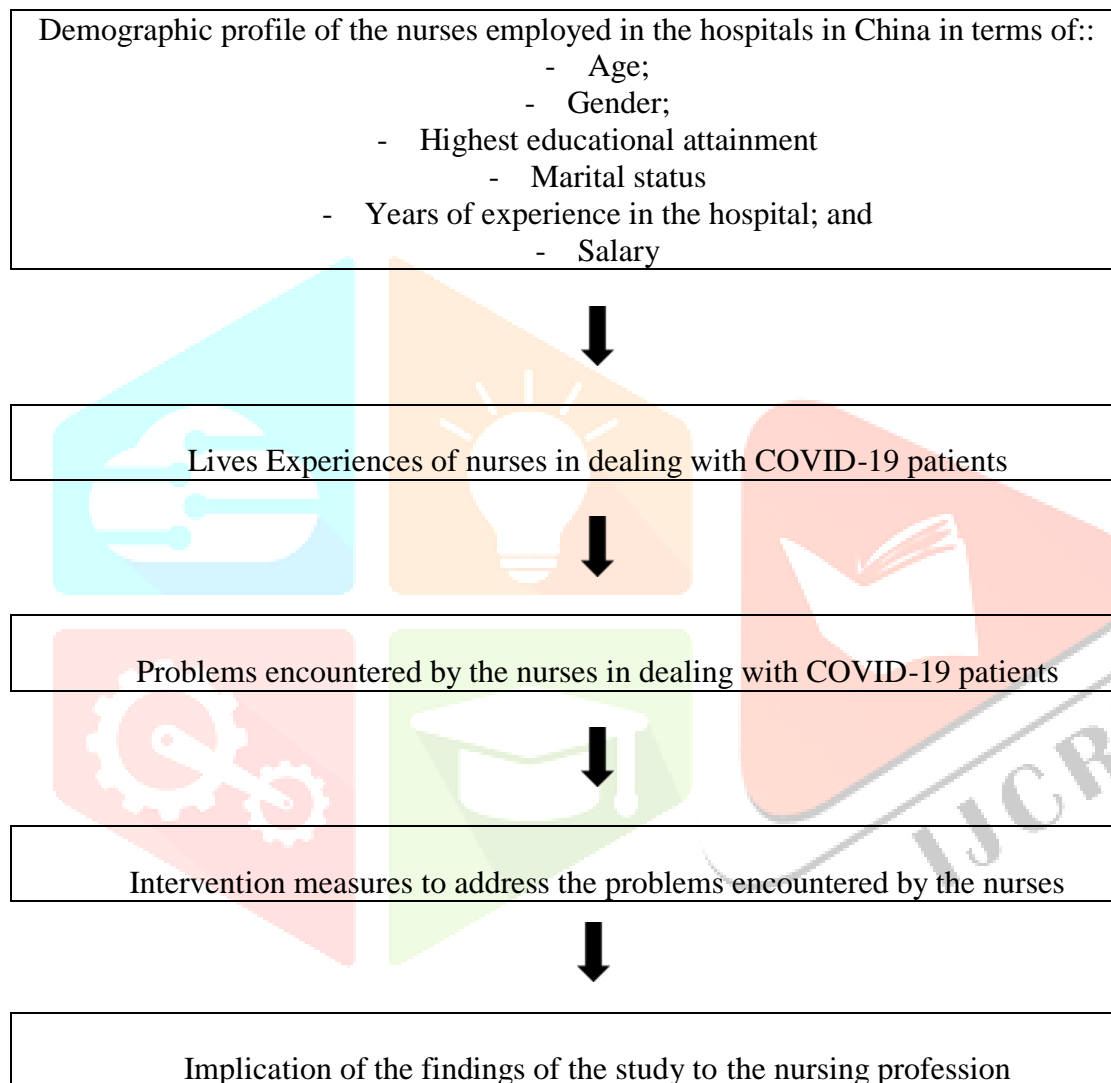 Demographic profile of the nurses employed in the hospitals in China in terms of::
- Age;
- Gender;
- Highest educational attainment
- Marital status
- Years of experience in the hospital; and
- Salary
Lives Experiences of nurses in dealing with COVID-19 patients
Problems encountered by the nurses in dealing with COVID-19 patients
IJCR
Intervention measures to address the problems encountered by the nurses
Implication of the findings of the study to the nursing profession